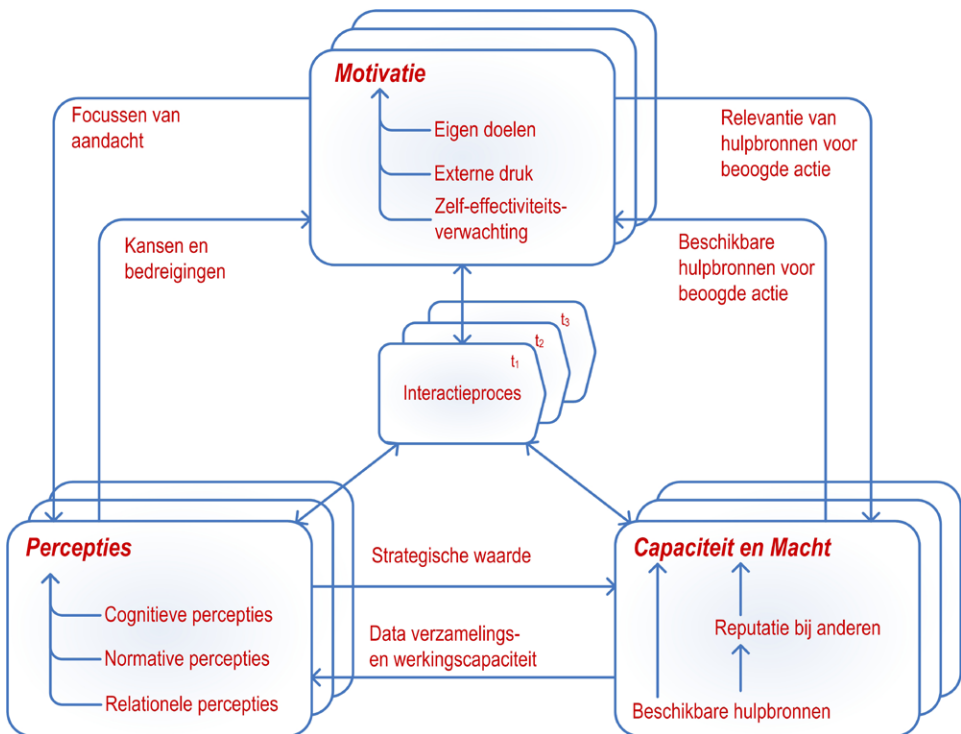 Motivatie
Eigen doelen
Externe druk
Zelf-effectiviteits-
verwachting
Focussen van
aandacht
Relevantie van
hulpbronnen voor
beoogde actie
Kansen en
bedreigingen
Beschikbare
hulpbronnen voor
beoogde actie
t3
t2
t1
Interactieproces
Percepties
Cognitieve percepties
Normative percepties
Relationele percepties
Strategische waarde
Data verzamelings-
en werkingscapaciteit
Capaciteit en Macht
Reputatie bij anderen
Beschikbare hulpbronnen